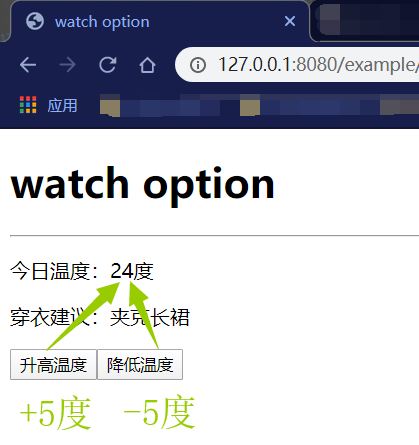 watch option
127.0.0.1:8080/example/
应用
watch option
今日温度：24度
穿衣建议：夹克长裙
升高温度 降低温度
+5度 -5度